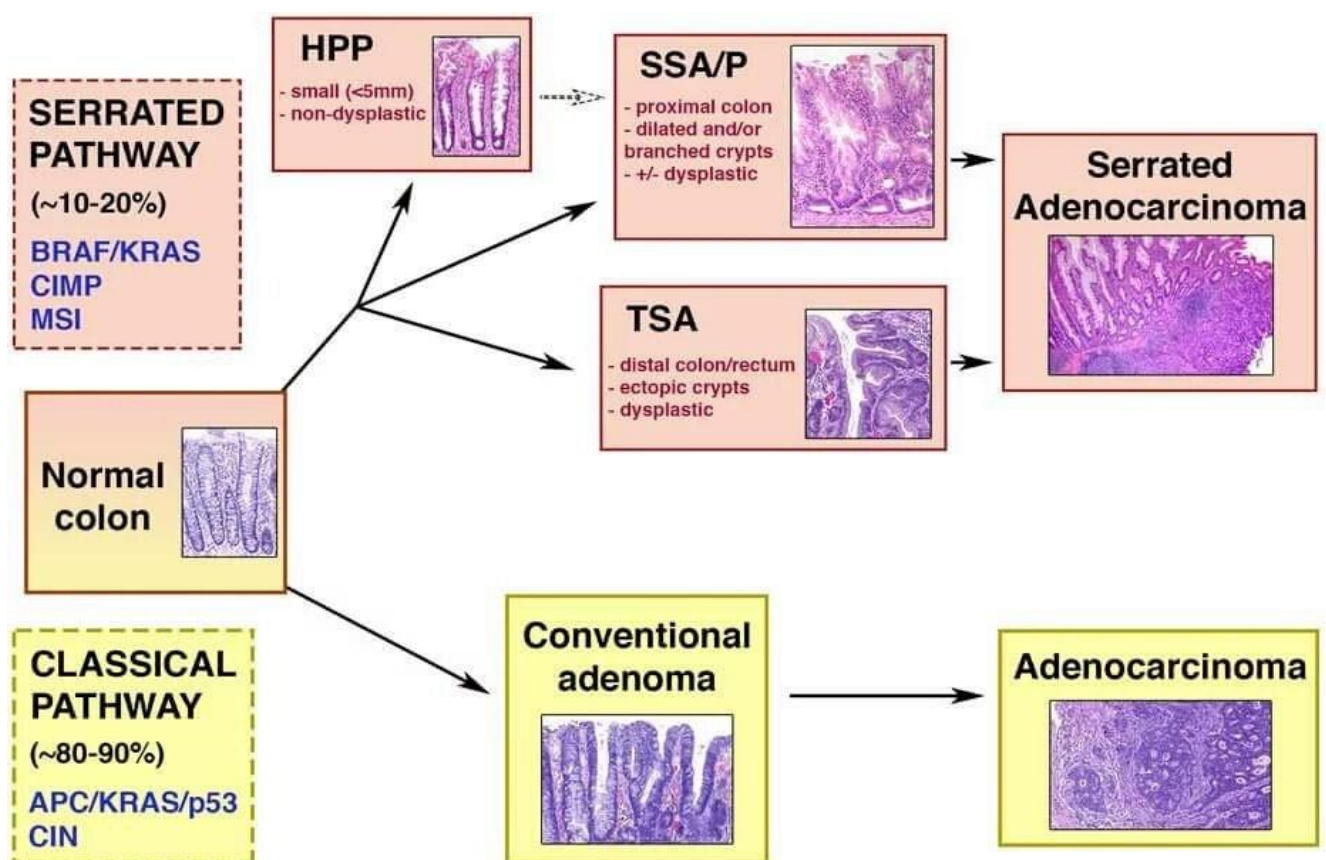 SERRATED
PATHWAY
(~10-20%)
BRAF/KRAS
CIMP
MSI
HPP
- small (<5mm)
- non-dysplastic
SSA/P
- proximal colon
- dilated and/or
branched crypts
- +/- dysplastic
TSA
- distal colon/rectum
- ectopic crypts
- dysplastic
Serrated
Adenocarcinoma
Normal
colon
CLASSICAL
PATHWAY
(~80-90%)
APC/KRAS/p53
CIN
Conventional
adenoma
Adenocarcinoma